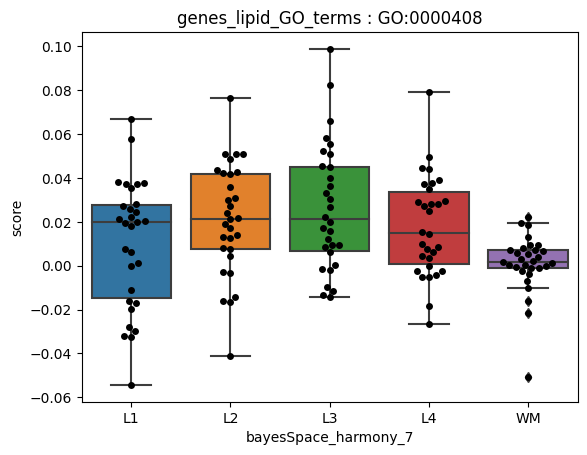 genes_lipid_GO_terms : GO:0000408
0.10
0.08
0.06
0.04
0.02
0.00
−0.02
−0.04
−0.06
score
L1 L2 L3 L4 WM
bayesSpace_harmony_7